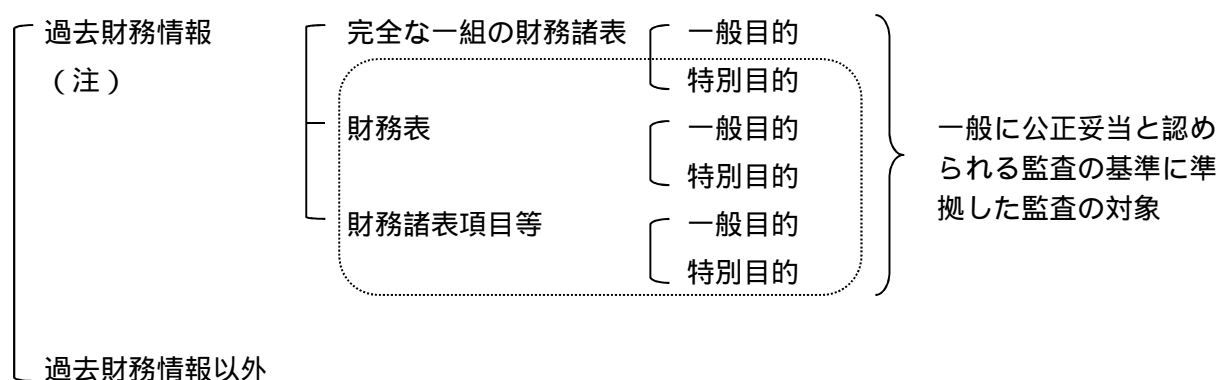 過去財務情報 完全な一組の財務諸表 一般目的
（注） 特別目的
財務表 一般目的
特別目的
財務諸表項目等 一般目的
特別目的
一般に公正妥当と認め
られる監査の基準に準
拠した監査の対象
過去財務情報以外